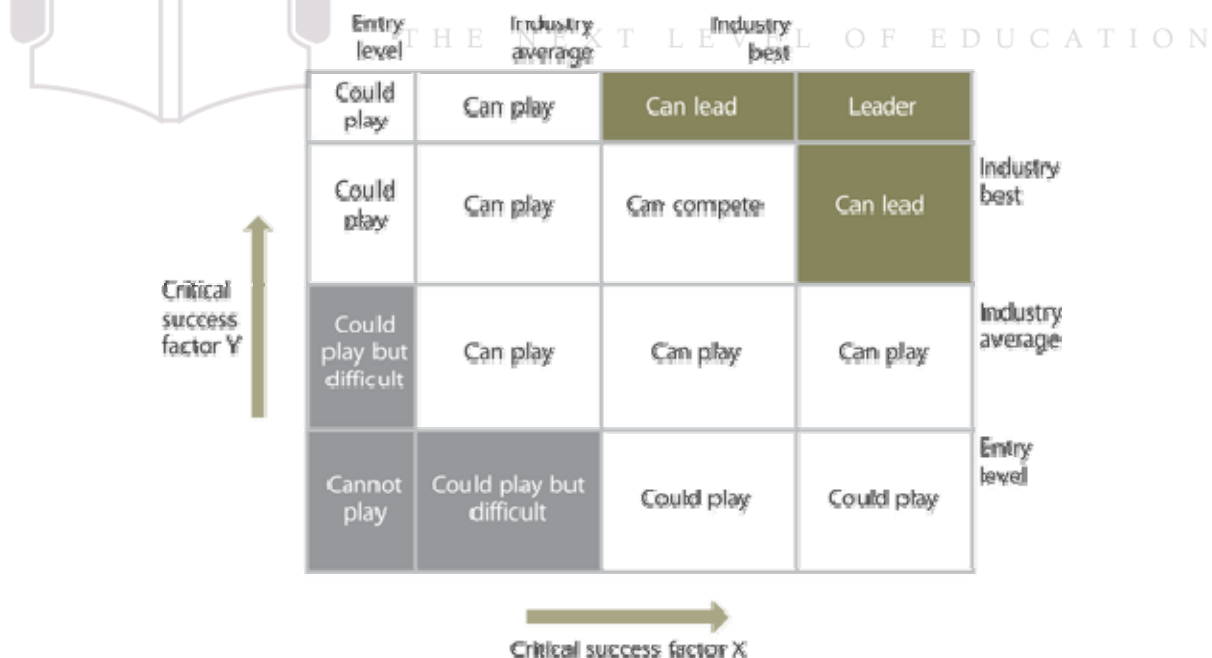 THE NEXT LEVEL OF EDUCATION
Entry
level
Industry
average
Industry
best
Could
play
Can play
Can lead
Leader
Could
play
Can play
Can compete
Can lead
Industry
best
Critical
success
factor Y
Could
play but
difficult
Can play
Can play
Can play
Industry
average
Cannot
play
Could play but
difficult
Could play
Could play
Entry
level
Critical success factor X